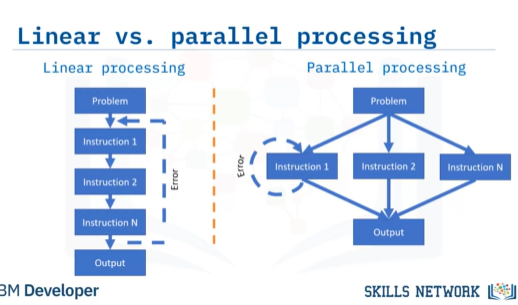 Linear vs. parallel processing
Linear processing
Problem
Instruction 1
Instruction 2
Instruction N
Output
Error
Parallel processing
Problem
Error
Instruction 1
Instruction 2
Instruction N
Output
BM Developer
SKILLS NETWORK